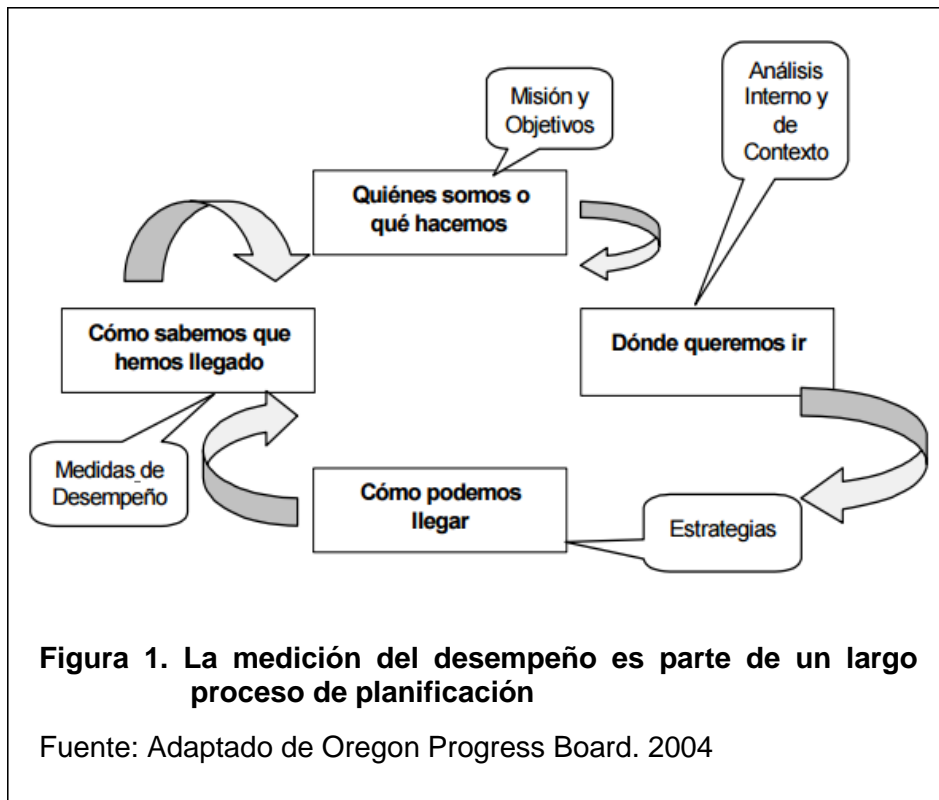 Misión y
Objetivos
Análisis
Interno y
de
Contexto
Quiénes somos o
qué hacemos
Cómo sabemos que
hemos llegado
Dónde queremos ir
Medidas de
Desempeño
Cómo podemos
llegar
Estrategias
Figura 1. La medición del desempeño es parte de un largo
proceso de planificación
Fuente: Adaptado de Oregon Progress Board. 2004